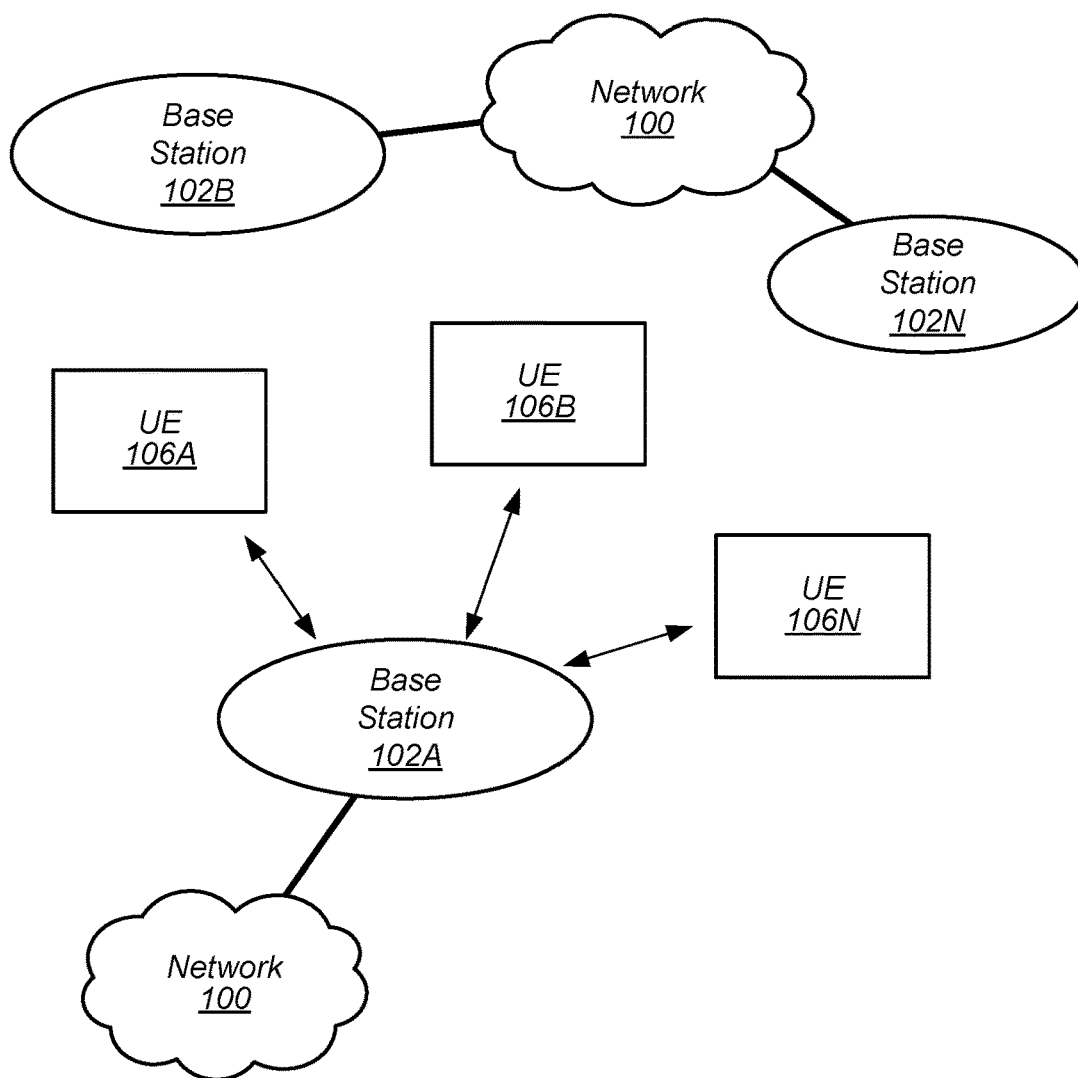 Network
100
Base
Station
102B
Base
Station
102N
UE
106B
UE
106A
UE
106N
Base
Station
102A
Network
100